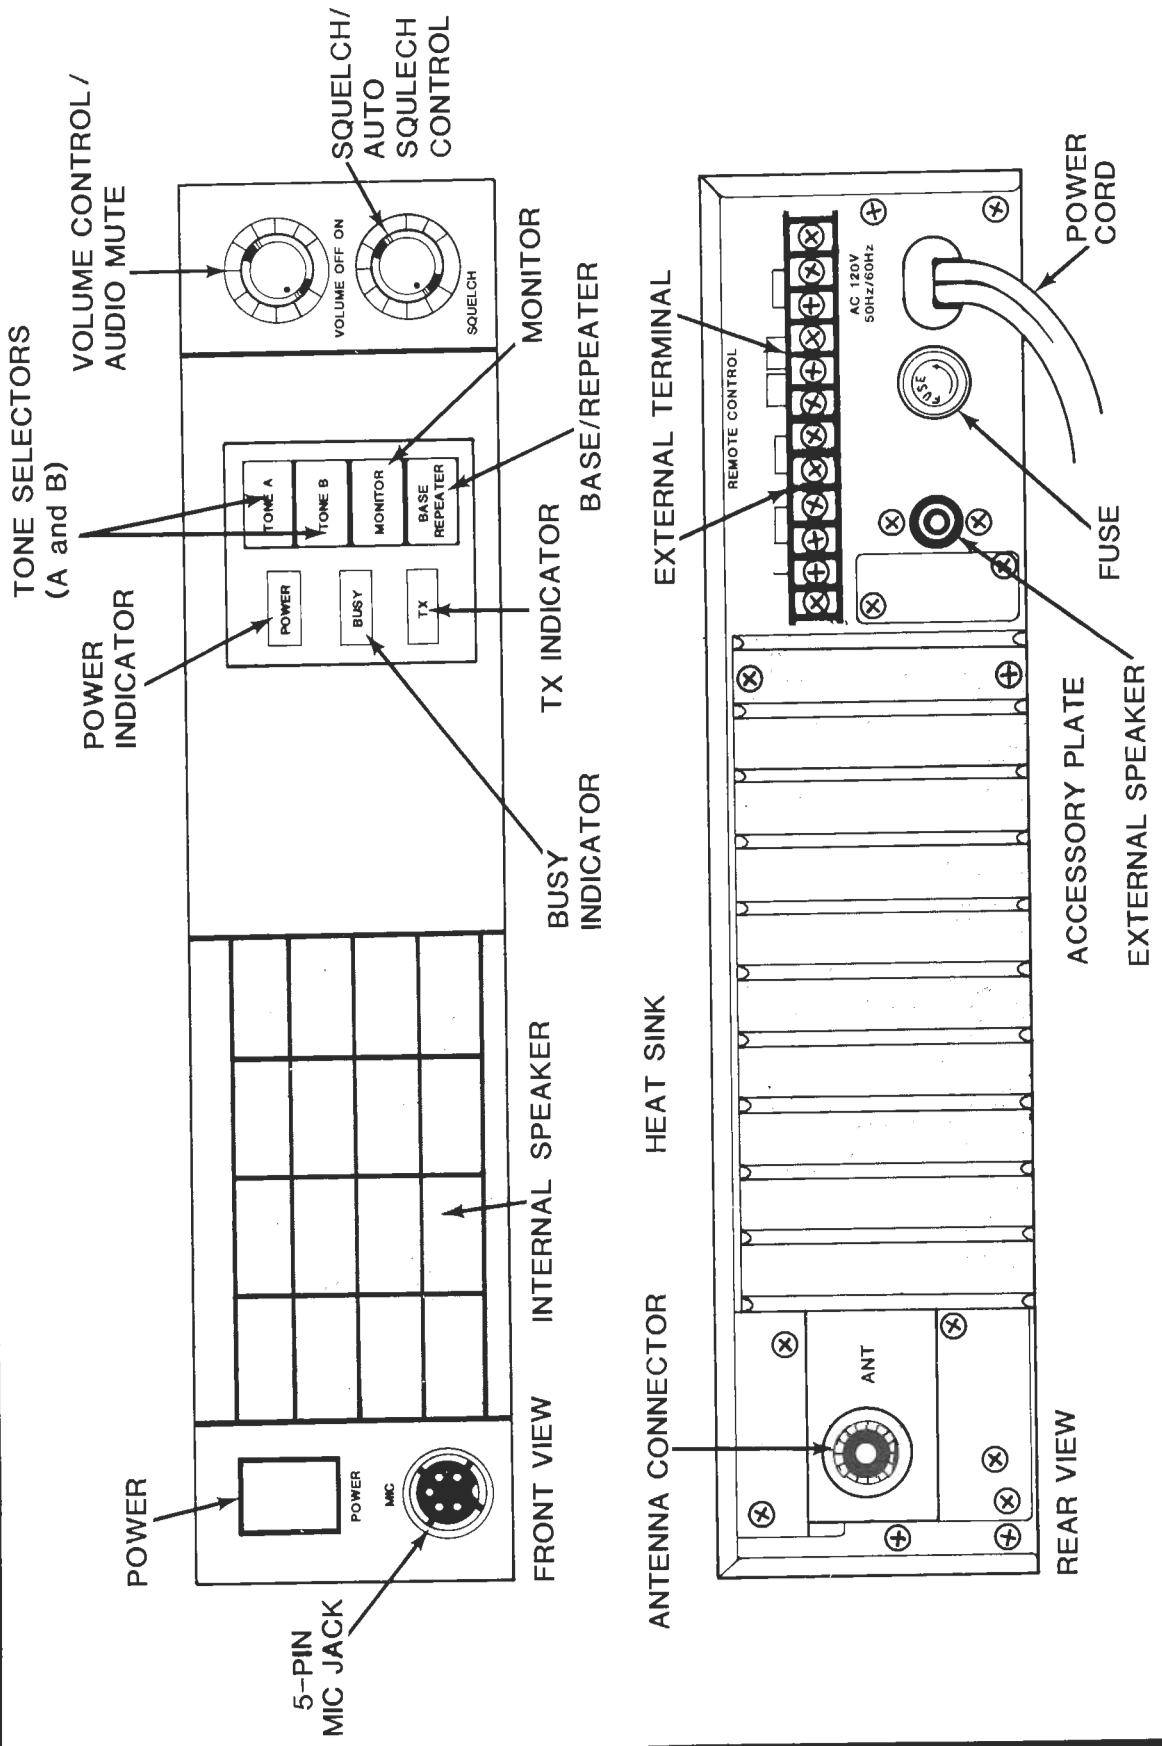 TONE SELECTORS
(A and B)
VOLUME CONTROL/
AUDIO MUTE
POWER
INDICATOR
POWER
5-PIN
MIC JACK
SQUELCH/
AUTO
SQULECH
CONTROL
POWER
MIC
POWER
BUSY
TX
TONE A
TONE B
MONITOR
BASE
REPEATER
VOLUME OFF ON
SQUELCH
FRONT VIEW
INTERNAL SPEAKER
BUSY
INDICATOR
TX INDICATOR
BASE/REPEATER
MONITOR
ANTENNA CONNECTOR
HEAT SINK
EXTERNAL TERMINAL
REMOTE CONTROL
ANT
AC 120V
50Hz/60Hz
FUSE
REAR VIEW
ACCESSORY PLATE
EXTERNAL SPEAKER
FUSE
POWER
CORD